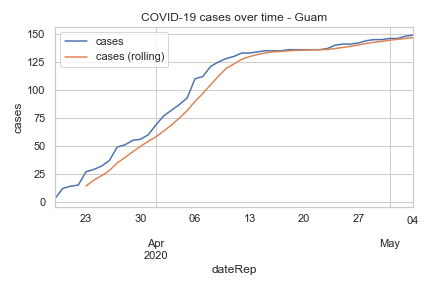 COVID-19 cases over time - Guam
cases
cases (rolling)
cases
150
125
100
75
50
25
0
23 30 06 13 20 27 04
Apr May
2020
dateRep